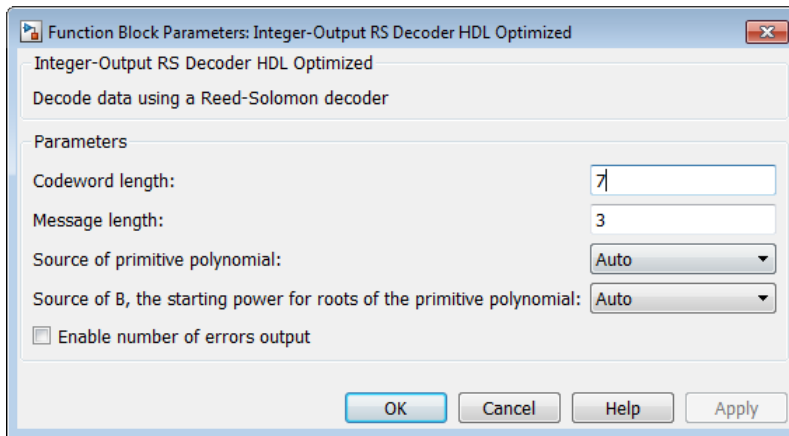 Function Block Parameters: Integer-Output RS Decoder HDL Optimized
Integer-Output RS Decoder HDL Optimized
Decode data using a Reed-Solomon decoder
Parameters
Codeword length: 7
Message length: 3
Source of primitive polynomial: Auto
Source of B, the starting power for roots of the primitive polynomial: Auto
Enable number of errors output
OK Cancel Help Apply